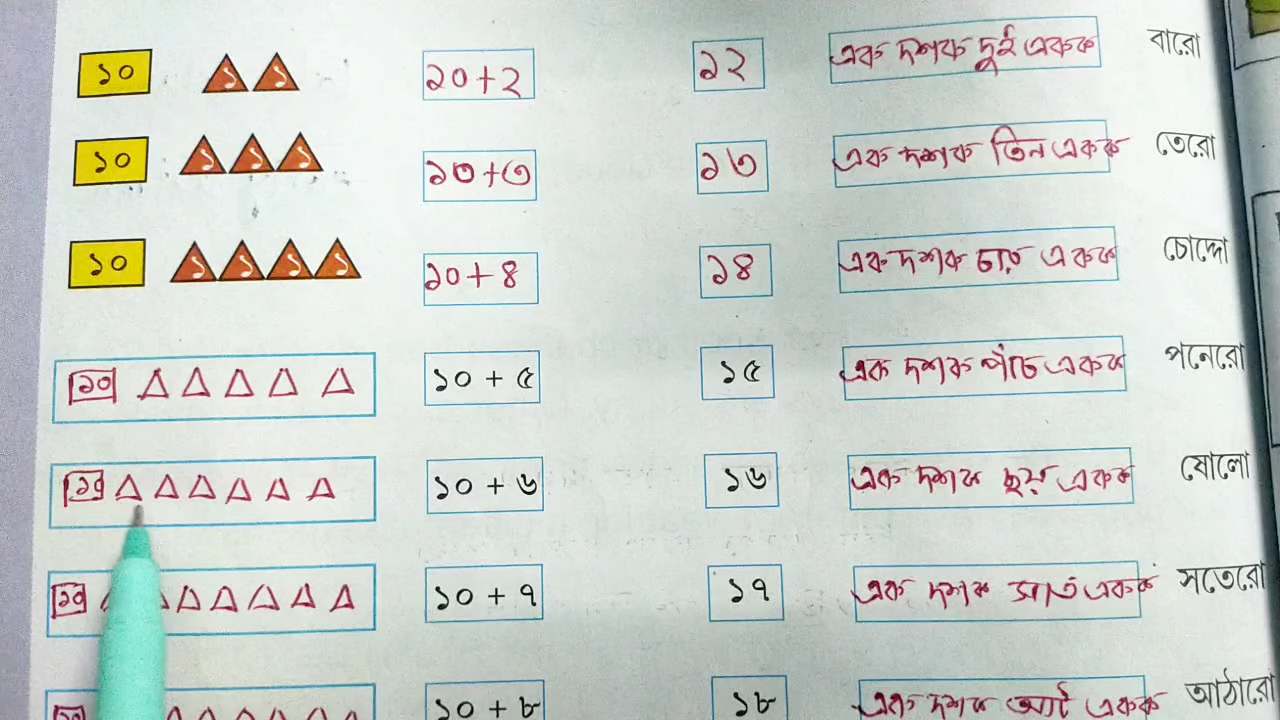 ১০ ১ ১ ১০+২ ১২ এক দশক দুই একক বারো
১০ ১ ১ ১ ১০+৩ ১৩ এক দশক তিন একক তেরো
১০ ১ ১ ১ ১ ১০+৪ ১৪ এক দশক চার একক চোদ্দো
১০ ১০ + ৫ ১৫ এক দশক পাঁচ একক পনেরো
১০ ১০ + ৬ ১৬ এক দশক ছয় একক ষোলো
১০ ১০ + ৭ ১৭ এক দশক সাত একক সতেরো
১০ ১০ + ৮ ১৮ এক দশক আট একক আঠারো